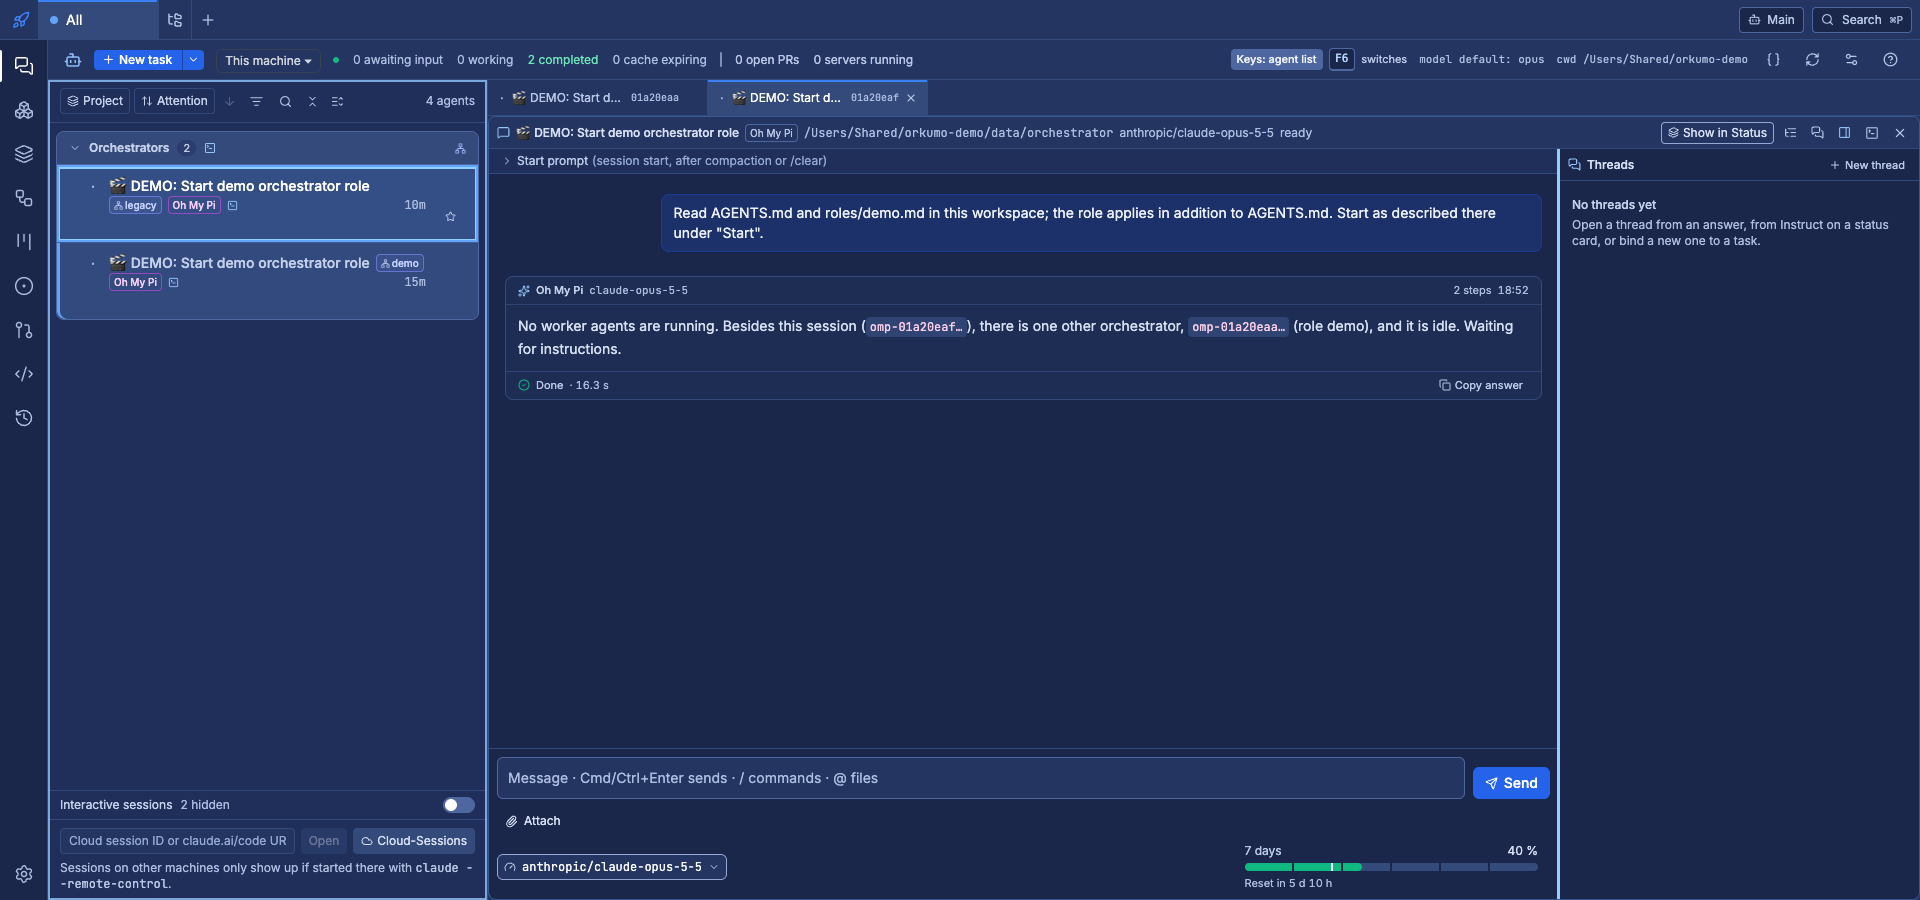 All
Main
Search ⌘P
New task
This machine
0 awaiting input
0 working
2 completed
0 cache expiring
0 open PRs
0 servers running
Keys: agent list
F6
switches
model default: opus
cwd /Users/Shared/orkumo-demo
Project
Attention
4 agents
Orchestrators 2
DEMO: Start demo orchestrator role
legacy
Oh My Pi
10m
DEMO: Start demo orchestrator role
demo
Oh My Pi
15m
Interactive sessions 2 hidden
Cloud session ID or claude.ai/code UR
Open
Cloud-Sessions
Sessions on other machines only show up if started there with claude -
-remote-control.
DEMO: Start d... 01a20eaa
DEMO: Start d... 01a20eaf
DEMO: Start demo orchestrator role
Oh My Pi
/Users/Shared/orkumo-demo/data/orchestrator
anthropic/claude-opus-5-5 ready
Show in Status
Start prompt (session start, after compaction or /clear)
Read AGENTS.md and roles/demo.md in this workspace; the role applies in addition to AGENTS.md. Start as described there
under "Start".
Oh My Pi claude-opus-5-5
2 steps 18:52
No worker agents are running. Besides this session (omp-01a20eaf…), there is one other orchestrator, omp-01a20eaa… (role demo), and it is idle. Waiting
for instructions.
Done · 16.3 s
Copy answer
Message · Cmd/Ctrl+Enter sends · / commands · @ files
Send
Attach
anthropic/claude-opus-5-5
7 days
40 %
Reset in 5 d 10 h
Threads
New thread
No threads yet
Open a thread from an answer, from Instruct on a status
card, or bind a new one to a task.